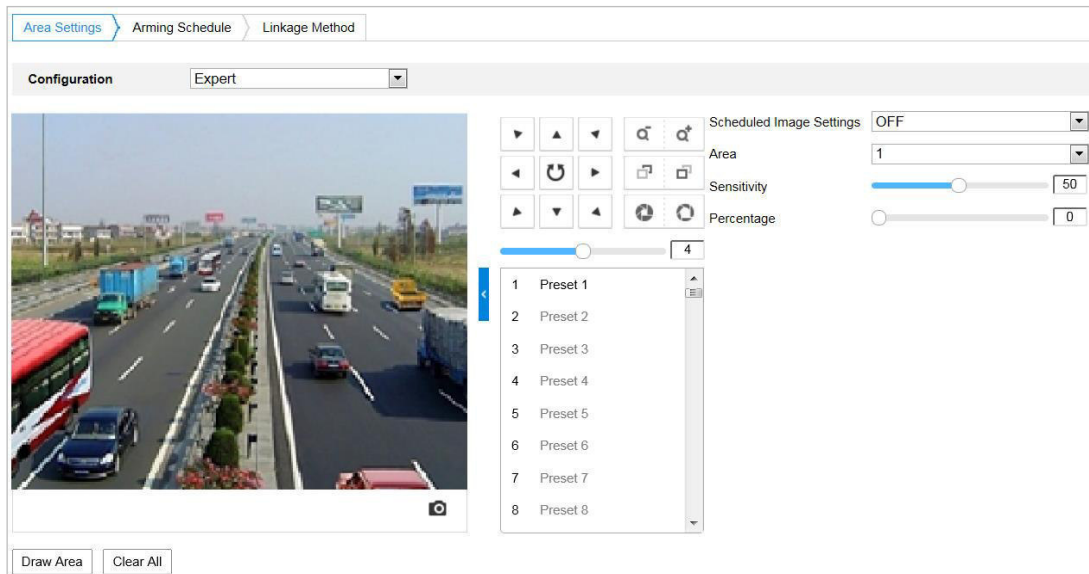 Area Settings
Arming Schedule
Linkage Method
Configuration
Expert
Scheduled Image Settings
OFF
Area
1
Sensitivity
50
Percentage
0
4
1 Preset 1
2 Preset 2
3 Preset 3
4 Preset 4
5 Preset 5
6 Preset 6
7 Preset 7
8 Preset 8
Draw Area
Clear All